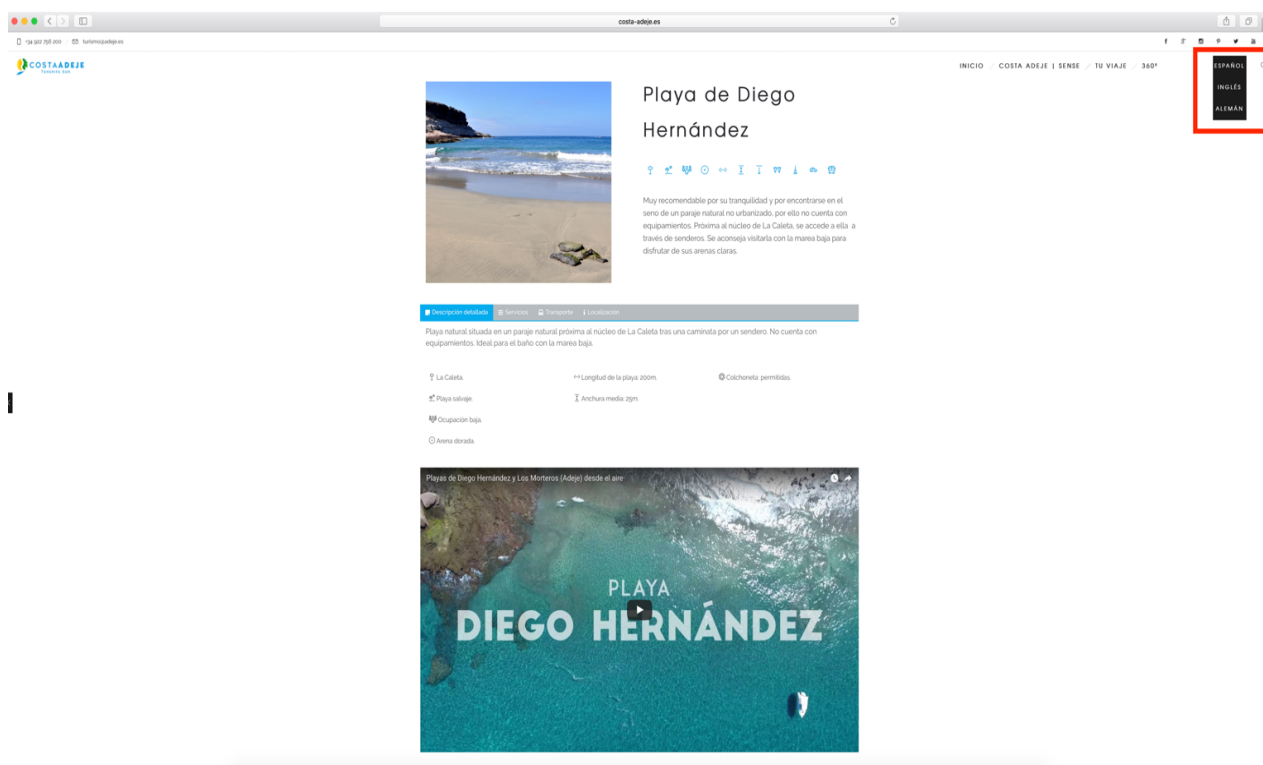 costa-adeje.es
+34 922 756 200 turismo@adeje.es
COSTA ADEJE
TENERIFE SUR
INICIO / COSTA ADEJE | SENSE / TU VIAJE / 360º
ESPAÑOL
INGLÉS
ALEMÁN
Playa de Diego
Hernández
Muy recomendable por su tranquilidad y por encontrarse en el
seno de un paraje natural no urbanizado, por ello no cuenta con
equipamientos. Próxima al núcleo de La Caleta, se accede a ella a
través de senderos. Se aconseja visitarla con la marea baja para
disfrutar de sus arenas claras.
Descripción detallada Servicios Transporte Localización
Playa natural situada en un paraje natural próxima al núcleo de La Caleta tras una caminata por un sendero. No cuenta con
equipamientos. Ideal para el baño con la marea baja.
La Caleta. Longitud de la playa: 200m. Colchoneta: permitidas.
Playa salvaje. Anchura media: 25m.
Ocupación baja.
Arena dorada.
Playas de Diego Hernández y Los Morteros (Adeje) desde el aire
PLAYA
DIEGO HERNÁNDEZ